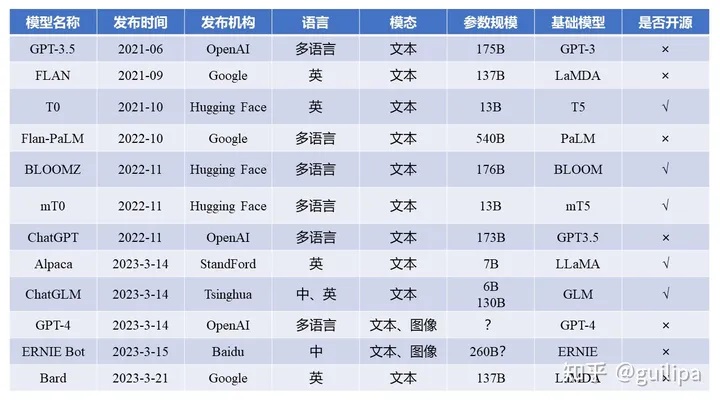 模型名称 发布时间 发布机构 语言 模态 参数规模 基础模型 是否开源
GPT-3.5 2021-06 OpenAI 多语言 文本 175B GPT-3 ×
FLAN 2021-09 Google 英 文本 137B LaMDA ×
T0 2021-10 Hugging Face 英 文本 13B T5 √
Flan-PaLM 2022-10 Google 多语言 文本 540B PaLM ×
BLOOMZ 2022-11 Hugging Face 多语言 文本 176B BLOOM √
mT0 2022-11 Hugging Face 多语言 文本 13B mT5 √
ChatGPT 2022-11 OpenAI 多语言 文本 173B GPT3.5 ×
Alpaca 2023-3-14 StandFord 英 文本 7B LLaMA √
ChatGLM 2023-3-14 Tsinghua 中、英 文本 6B 130B GLM √
GPT-4 2023-3-14 OpenAI 多语言 文本、图像 ？ GPT-4 ×
ERNIE Bot 2023-3-15 Baidu 中 文本、图像 260B？ ERNIE ×
Bard 2023-3-21 Google 英 文本 137B LaMDA ×
知乎 @guilipa